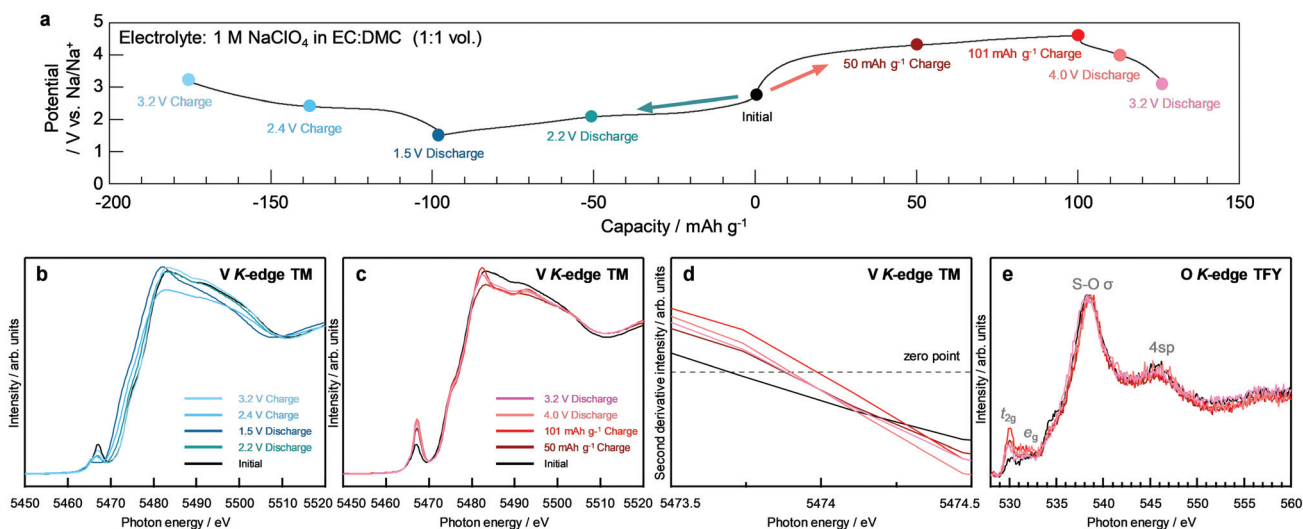 a
Electrolyte: 1 M NaClO₄ in EC:DMC (1:1 vol.)
Potential
/ V vs. Na/Na⁺
5
4
3
2
1
0
3.2 V Charge
2.4 V Charge
1.5 V Discharge
2.2 V Discharge
Initial
50 mAh g⁻¹ Charge
101 mAh g⁻¹ Charge
4.0 V Discharge
3.2 V Discharge
-200 -150 -100 -50 0 50 100 150
Capacity / mAh g⁻¹
b
V K-edge TM
Intensity / arb. units
3.2 V Charge
2.4 V Charge
1.5 V Discharge
2.2 V Discharge
Initial
5450 5460 5470 5480 5490 5500 5510 5520
Photon energy / eV
c
V K-edge TM
Intensity / arb. units
3.2 V Discharge
4.0 V Discharge
101 mAh g⁻¹ Charge
50 mAh g⁻¹ Charge
Initial
5450 5460 5470 5480 5490 5500 5510 5520
Photon energy / eV
d
V K-edge TM
Second derivative intensity / arb. units
zero point
5473.5 5474 5474.5
Photon energy / eV
e
O K-edge TFY
Intensity / arb. units
S-O σ
4sp
t₂g
eg
530 535 540 545 550 555 560
Photon energy / eV